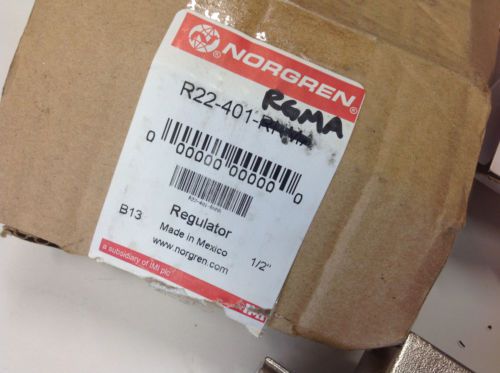 NORGREN®
R22-401-RGMA
0 00000 00000 0
B13
Regulator
Made in Mexico
www.norgren.com
1/2"
a subsidiary of IMI plc